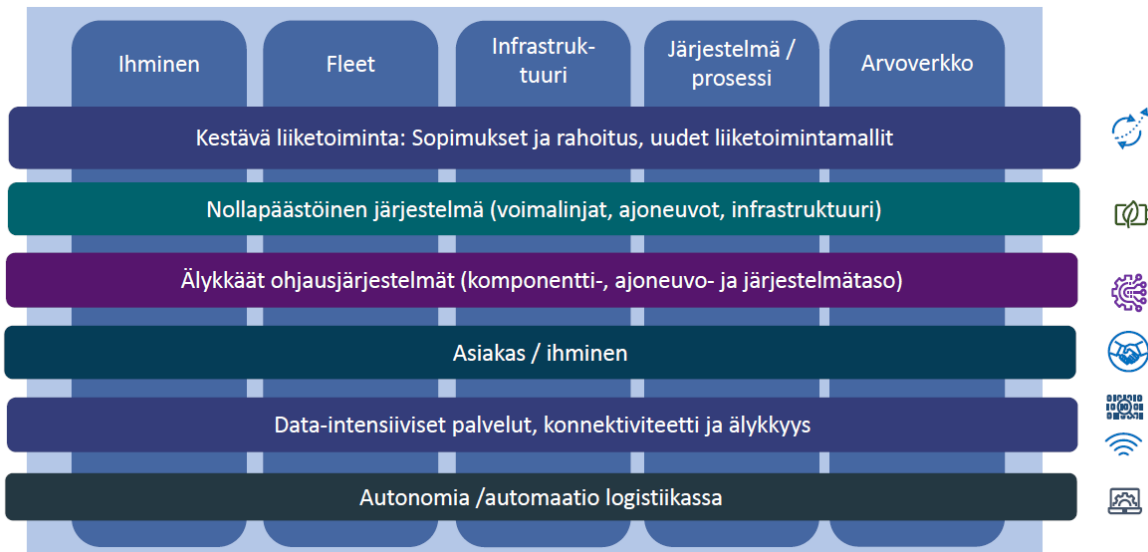 Ihminen
Fleet
Infrastruk-
tuuri
Järjestelmä /
prosessi
Arvoverkko
Kestävä liiketoiminta: Sopimukset ja rahoitus, uudet liiketoimintamallit
Nollapäästöinen järjestelmä (voimalinjat, ajoneuvot, infrastruktuuri)
Älykkäät ohjausjärjestelmät (komponentti-, ajoneuvo- ja järjestelmätaso)
Asiakas / ihminen
Data-intensiiviset palvelut, konnektiviteetti ja älykkyys
Autonomia /automaatio logistiikassa